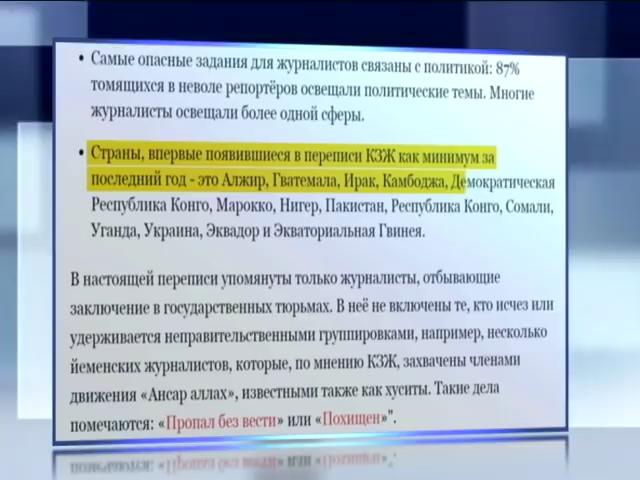 • Самые опасные задания для журналистов связаны с политикой: 87%
томящихся в неволе репортёров освещали политические темы. Многие
журналисты освещали более одной сферы.
• Страны, впервые появившиеся в переписи КЗЖ как минимум за
последний год - это Алжир, Гватемала, Ирак, Камбоджа, Демократическая
Республика Конго, Марокко, Нигер, Пакистан, Республика Конго, Сомали,
Уганда, Украина, Эквадор и Экваториальная Гвинея.
В настоящей переписи упомянуты только журналисты, отбывающие
заключение в государственных тюрьмах. В неё не включены те, кто исчез или
удерживается неправительственными группировками, например, несколько
йеменских журналистов, которые, по мнению КЗЖ, захвачены членами
движения «Ансар аллах», известными также как хуситы. Такие дела
помечаются: «Пропал без вести» или «Похищен»".